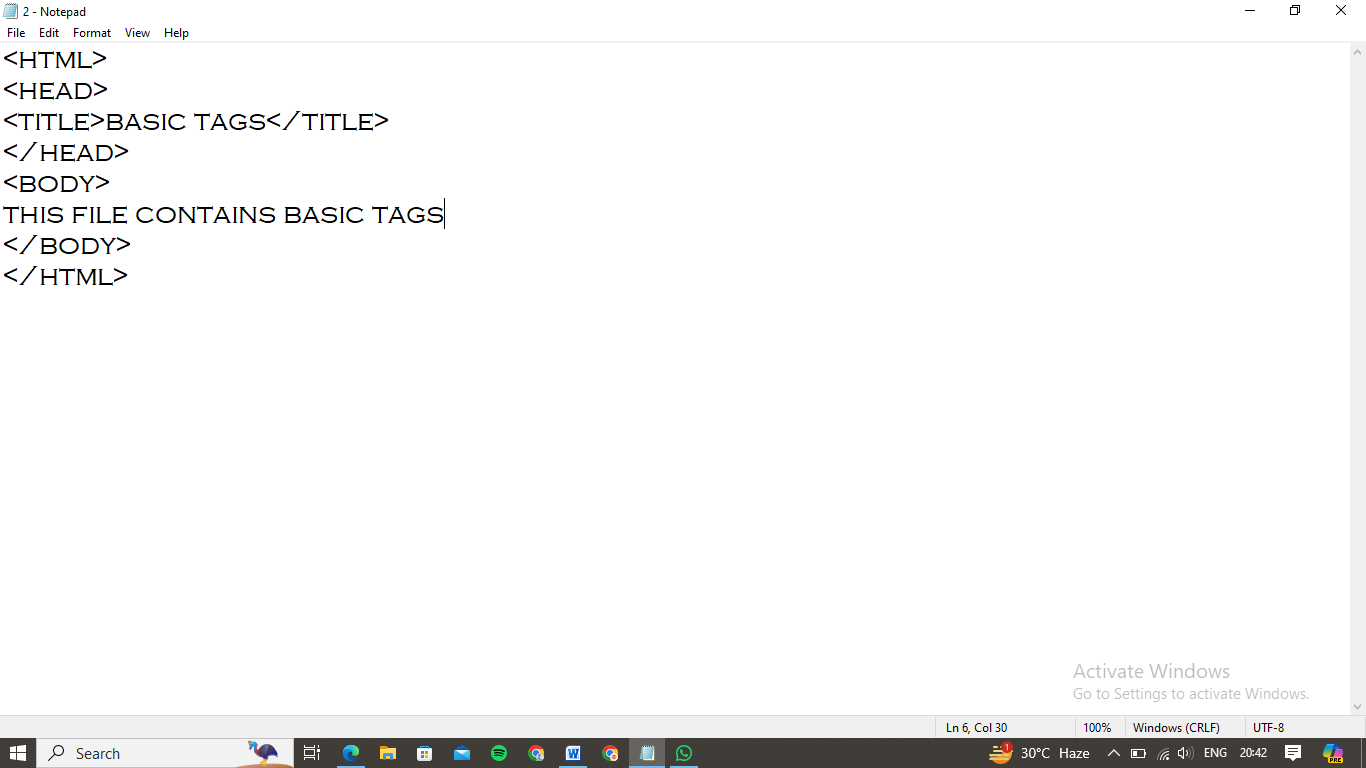 2 - Notepad
File Edit Format View Help
<HTML>
<HEAD>
<TITLE>BASIC TAGS</TITLE>
</HEAD>
<BODY>
THIS FILE CONTAINS BASIC TAGS
</BODY>
</HTML>
Activate Windows
Go to Settings to activate Windows.
Ln 6, Col 30 100% Windows (CRLF) UTF-8
Search 1 30°C Haze ENG 20:42 PRE